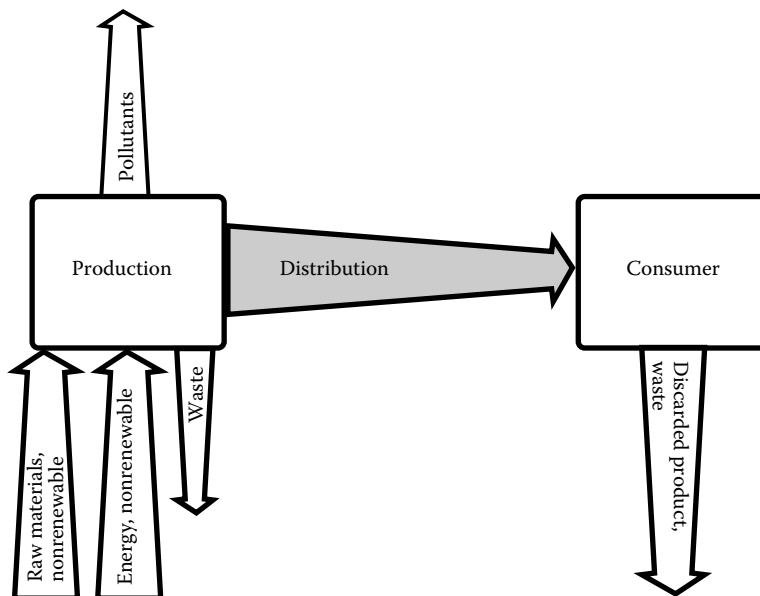 Pollutants
Production
Distribution
Consumer
Raw materials,
nonrenewable
Energy, nonrenewable
Waste
Discarded product,
waste